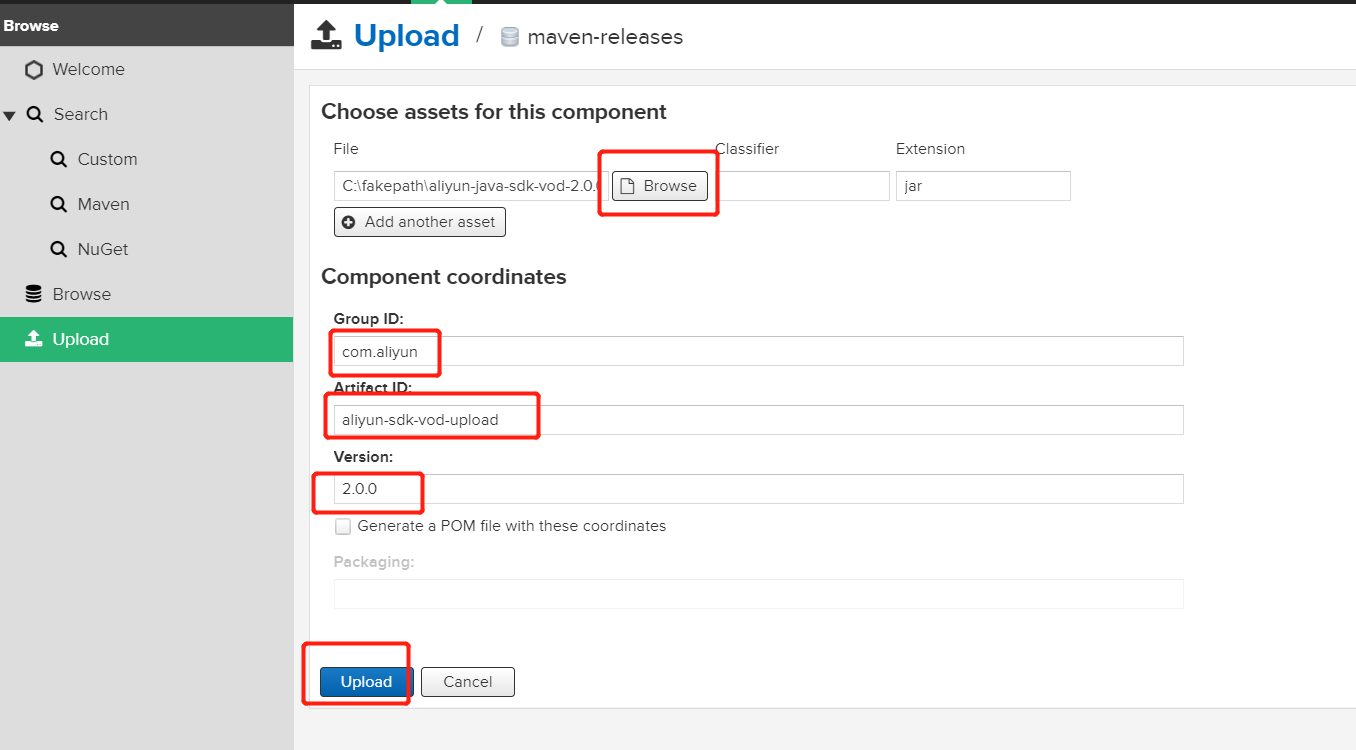 Browse
Welcome
Search
Custom
Maven
NuGet
Browse
Upload
Upload / maven-releases
Choose assets for this component
File Classifier Extension
C:\fakepath\aliyun-java-sdk-vod-2.0. Browse jar
Add another asset
Component coordinates
Group ID:
com.aliyun
Artifact ID:
aliyun-sdk-vod-upload
Version:
2.0.0
Generate a POM file with these coordinates
Packaging:
Upload Cancel